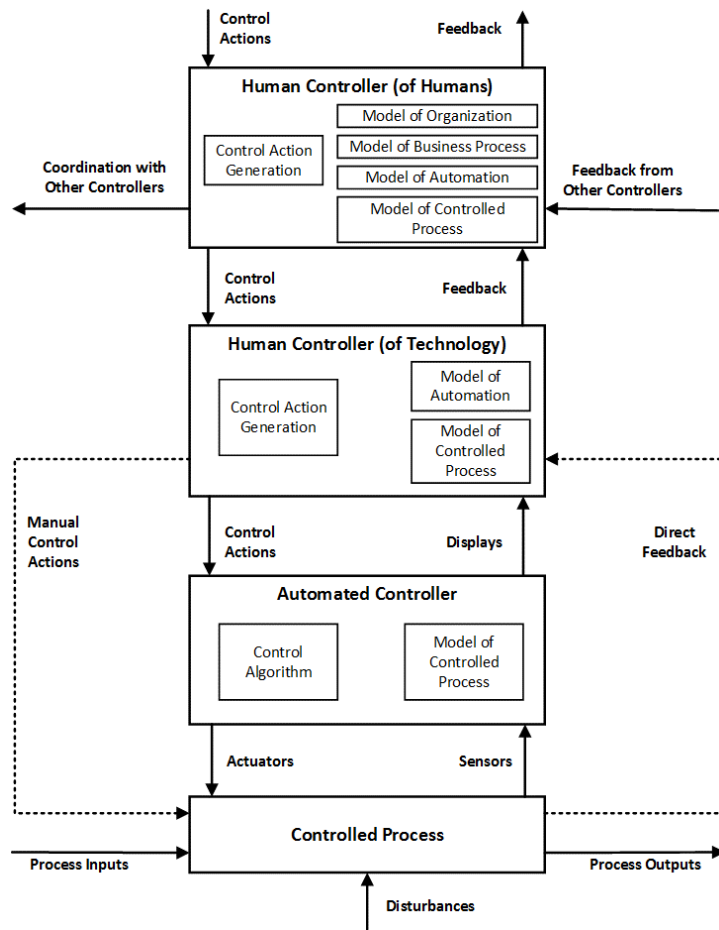 Control
Actions
Feedback
Human Controller (of Humans)
Model of Organization
Control Action
Generation
Model of Business Process
Model of Automation
Model of Controlled
Process
Coordination with
Other Controllers
Feedback from
Other Controllers
Control
Actions
Feedback
Human Controller (of Technology)
Control Action
Generation
Model of
Automation
Model of
Controlled
Process
Manual
Control
Actions
Control
Actions
Displays
Direct
Feedback
Automated Controller
Control
Algorithm
Model of
Controlled
Process
Actuators
Sensors
Controlled Process
Process Inputs
Process Outputs
Disturbances